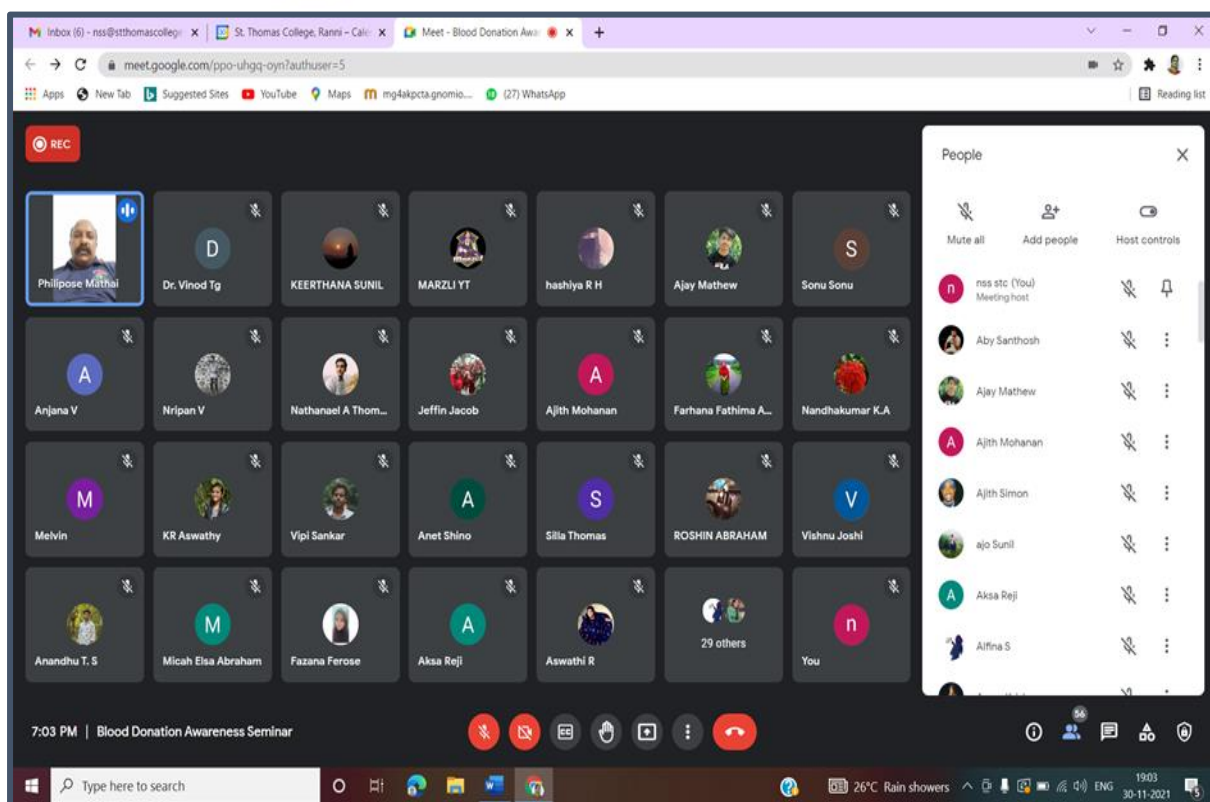 Inbox (6) - nss@stthomascolleg
St. Thomas College, Ranni – Cale
Meet - Blood Donation Awar
meet.google.com/ppo-uhgq-oyn?authuser=5
Apps New Tab Suggested Sites YouTube Maps mg4akpcta.gnomio.... (27) WhatsApp Reading list
REC
Philipose Mathai
D
Dr. Vinod Tg
KEERTHANA SUNIL
MARZLI YT
hashiya R H
Ajay Mathew
S
Sonu Sonu
A
Anjana V
Nripan V
Nathanael A Thom...
Jeffin Jacob
A
Ajith Mohanan
Farhana Fathima A...
Nandhakumar K.A
M
Melvin
KR Aswathy
Vipi Sankar
A
Anet Shino
S
Silla Thomas
ROSHIN ABRAHAM
V
Vishnu Joshi
Anandhu T. S
M
Micah Elsa Abraham
Fazana Ferose
A
Aksa Reji
Aswathi R
29 others
n
You
People
Mute all
Add people
Host controls
n
nss stc (You)
Meeting host
Aby Santhosh
Ajay Mathew
A
Ajith Mohanan
Ajith Simon
ajo Sunil
A
Aksa Reji
Alfina S
7:03 PM | Blood Donation Awareness Seminar
56
Type here to search
26°C Rain showers
ENG
19:03
30-11-2021
5